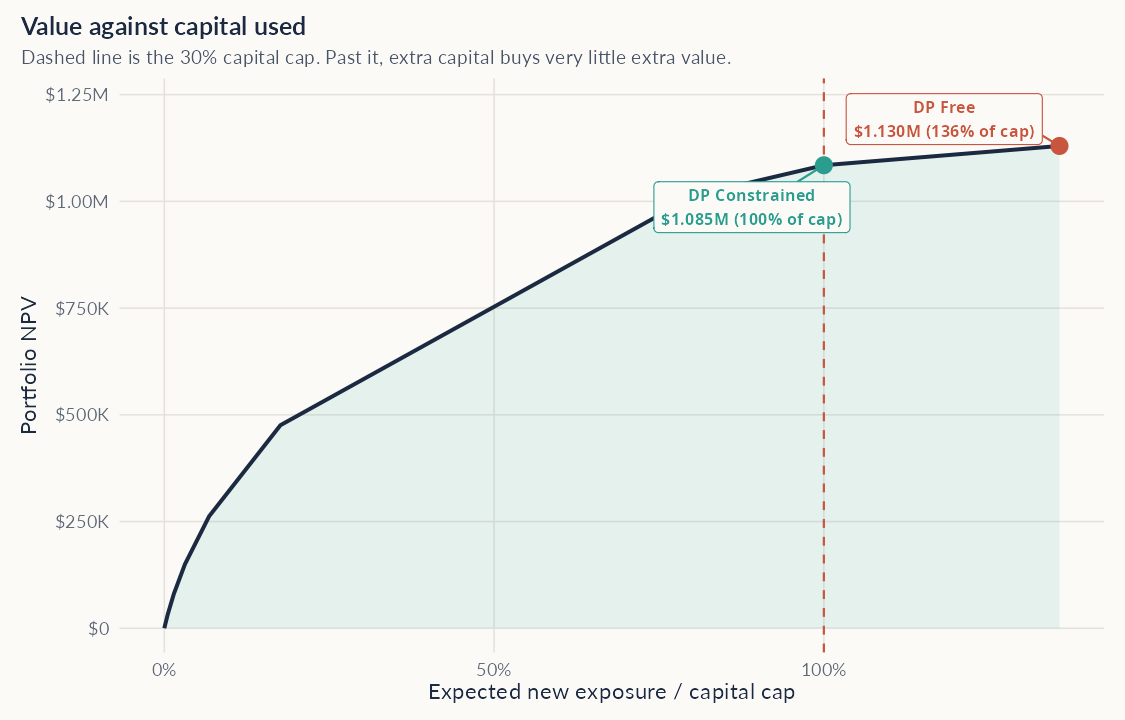 Value against capital used
Dashed line is the 30% capital cap. Past it, extra capital buys very little extra value.
$1.25M
DP Free
$1.130M (136% of cap)
DP Constrained
$1.085M (100% of cap)
$1.00M
$750K
$500K
$250K
$0
Portfolio NPV
0%
50%
100%
Expected new exposure / capital cap